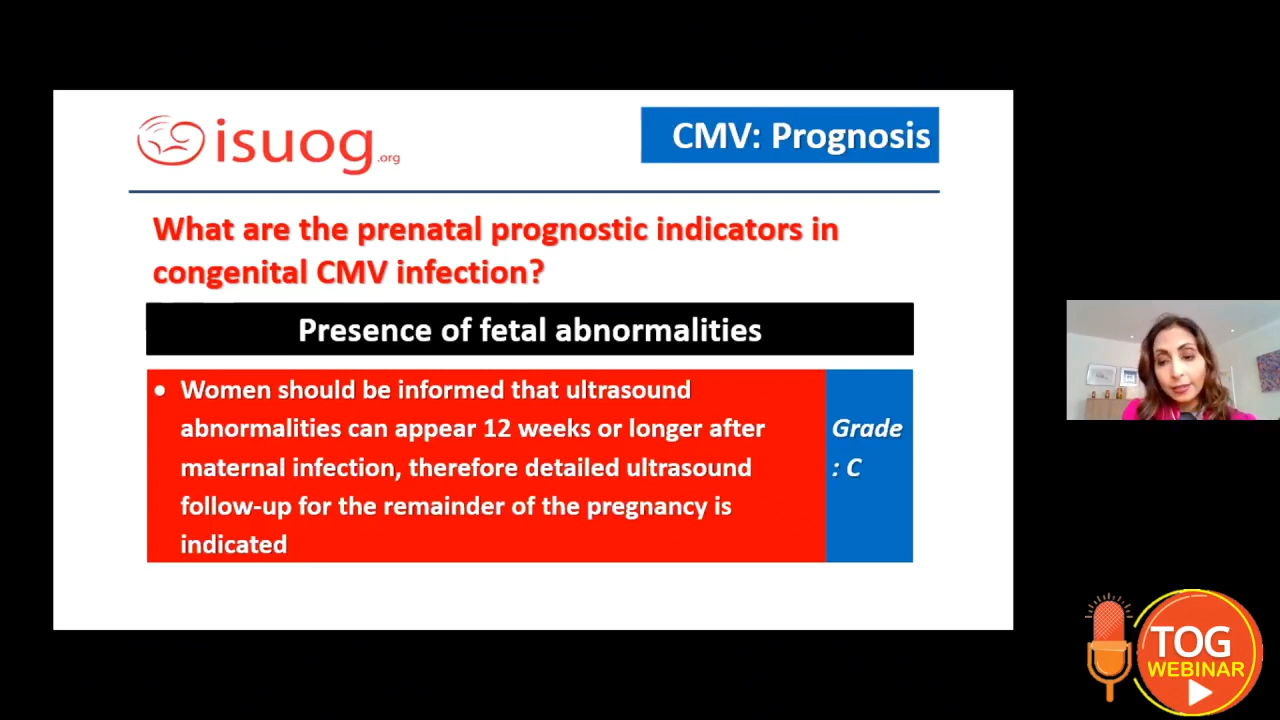 isuog.org
CMV: Prognosis
What are the prenatal prognostic indicators in
congenital CMV infection?
Presence of fetal abnormalities
• Women should be informed that ultrasound
abnormalities can appear 12 weeks or longer after
maternal infection, therefore detailed ultrasound
follow-up for the remainder of the pregnancy is
indicated
Grade
: C
TOG
WEBINAR